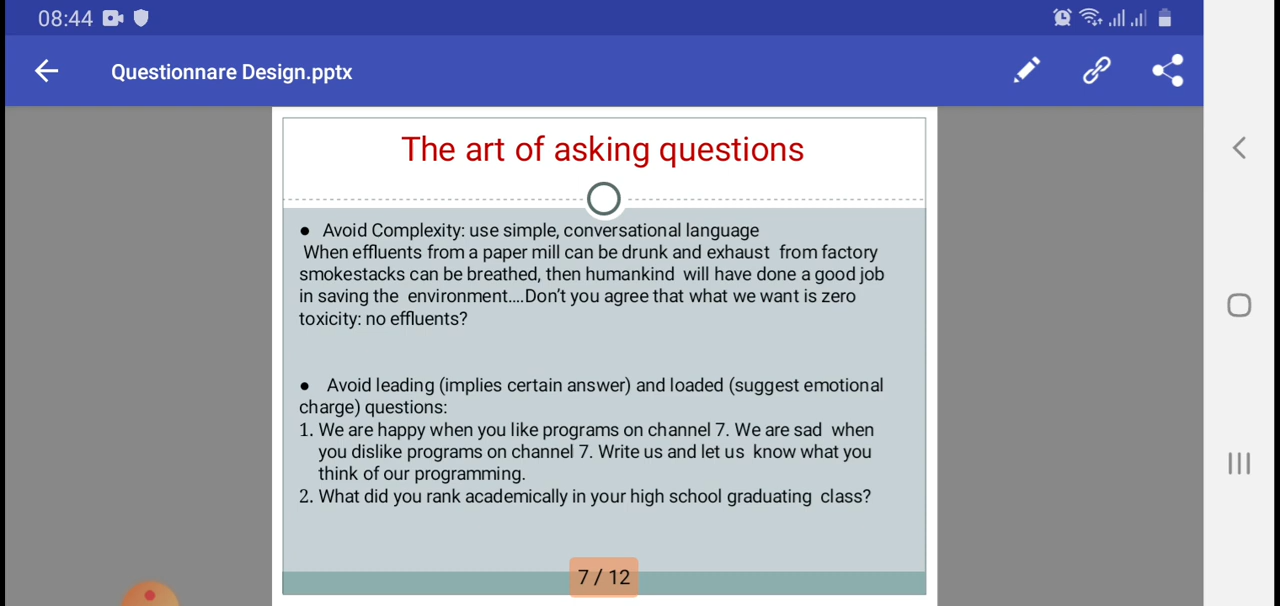 08:44
Questionnare Design.pptx
The art of asking questions
● Avoid Complexity: use simple, conversational language
When effluents from a paper mill can be drunk and exhaust from factory
smokestacks can be breathed, then humankind will have done a good job
in saving the environment....Don't you agree that what we want is zero
toxicity: no effluents?
● Avoid leading (implies certain answer) and loaded (suggest emotional
charge) questions:
1. We are happy when you like programs on channel 7. We are sad when
you dislike programs on channel 7. Write us and let us know what you
think of our programming.
2. What did you rank academically in your high school graduating class?
7 / 12